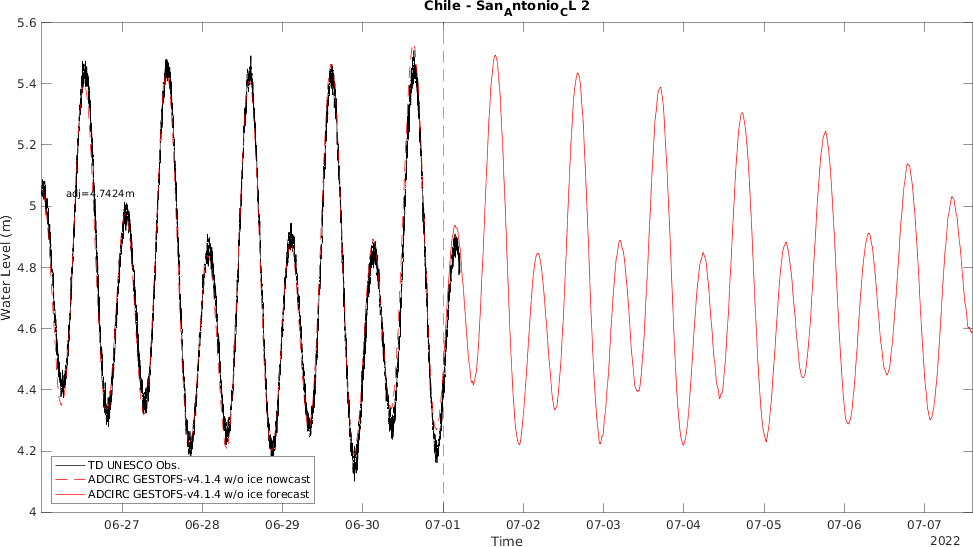 Chile - San_Antonio_CL 2
5.6
5.4
5.2
5
4.8
4.6
4.4
4.2
4
Water Level (m)
adj=4.7424m
TD UNESCO Obs.
ADCIRC GESTOFS-v4.1.4 w/o ice nowcast
ADCIRC GESTOFS-v4.1.4 w/o ice forecast
06-27 06-28 06-29 06-30 07-01 07-02 07-03 07-04 07-05 07-06 07-07
Time
2022